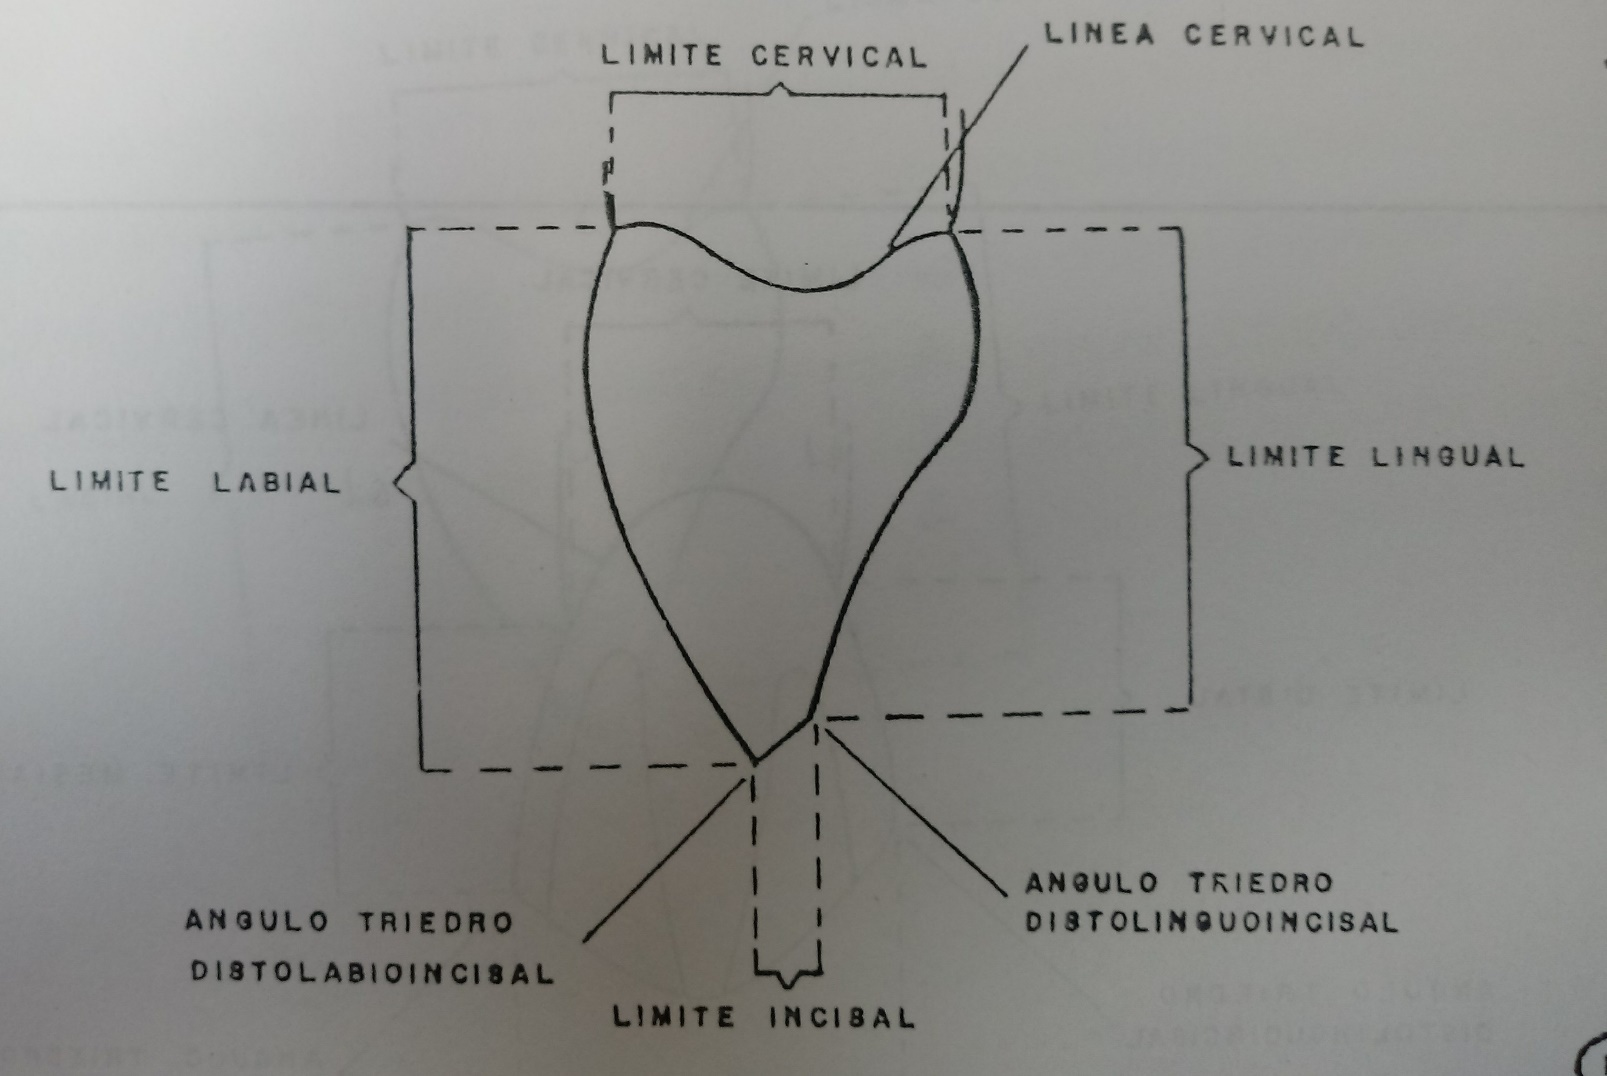 LIMITE CERVICAL
LINEA CERVICAL
LIMITE LABIAL
LIMITE LINGUAL
ANGULO TRIEDRO
DISTOLABIOINCISAL
ANGULO TRIEDRO
DISTOLINGUOINCISAL
LIMITE INCISAL